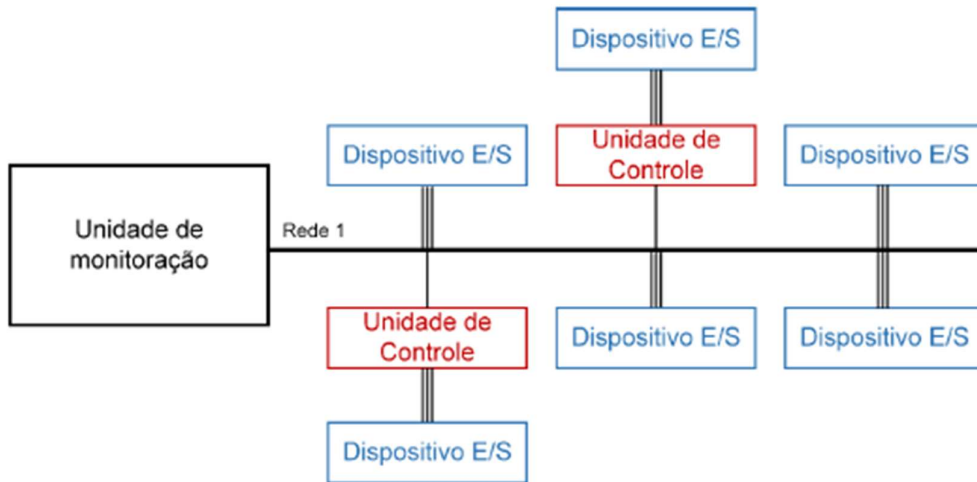 Dispositivo E/S
Dispositivo E/S
Unidade de
Controle
Dispositivo E/S
Unidade de
monitoração
Rede 1
Unidade de
Controle
Dispositivo E/S
Dispositivo E/S
Dispositivo E/S